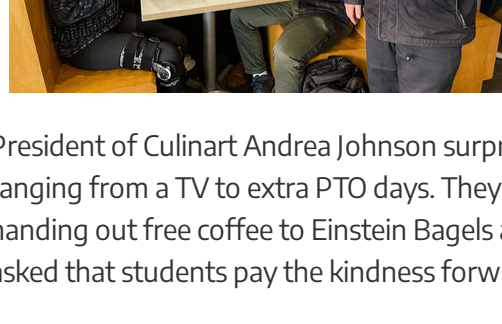 President of Culinart Andrea Johnson surpr
anging from a TV to extra PTO days. They
handing out free coffee to Einstein Bagels a
asked that students pay the kindness forw